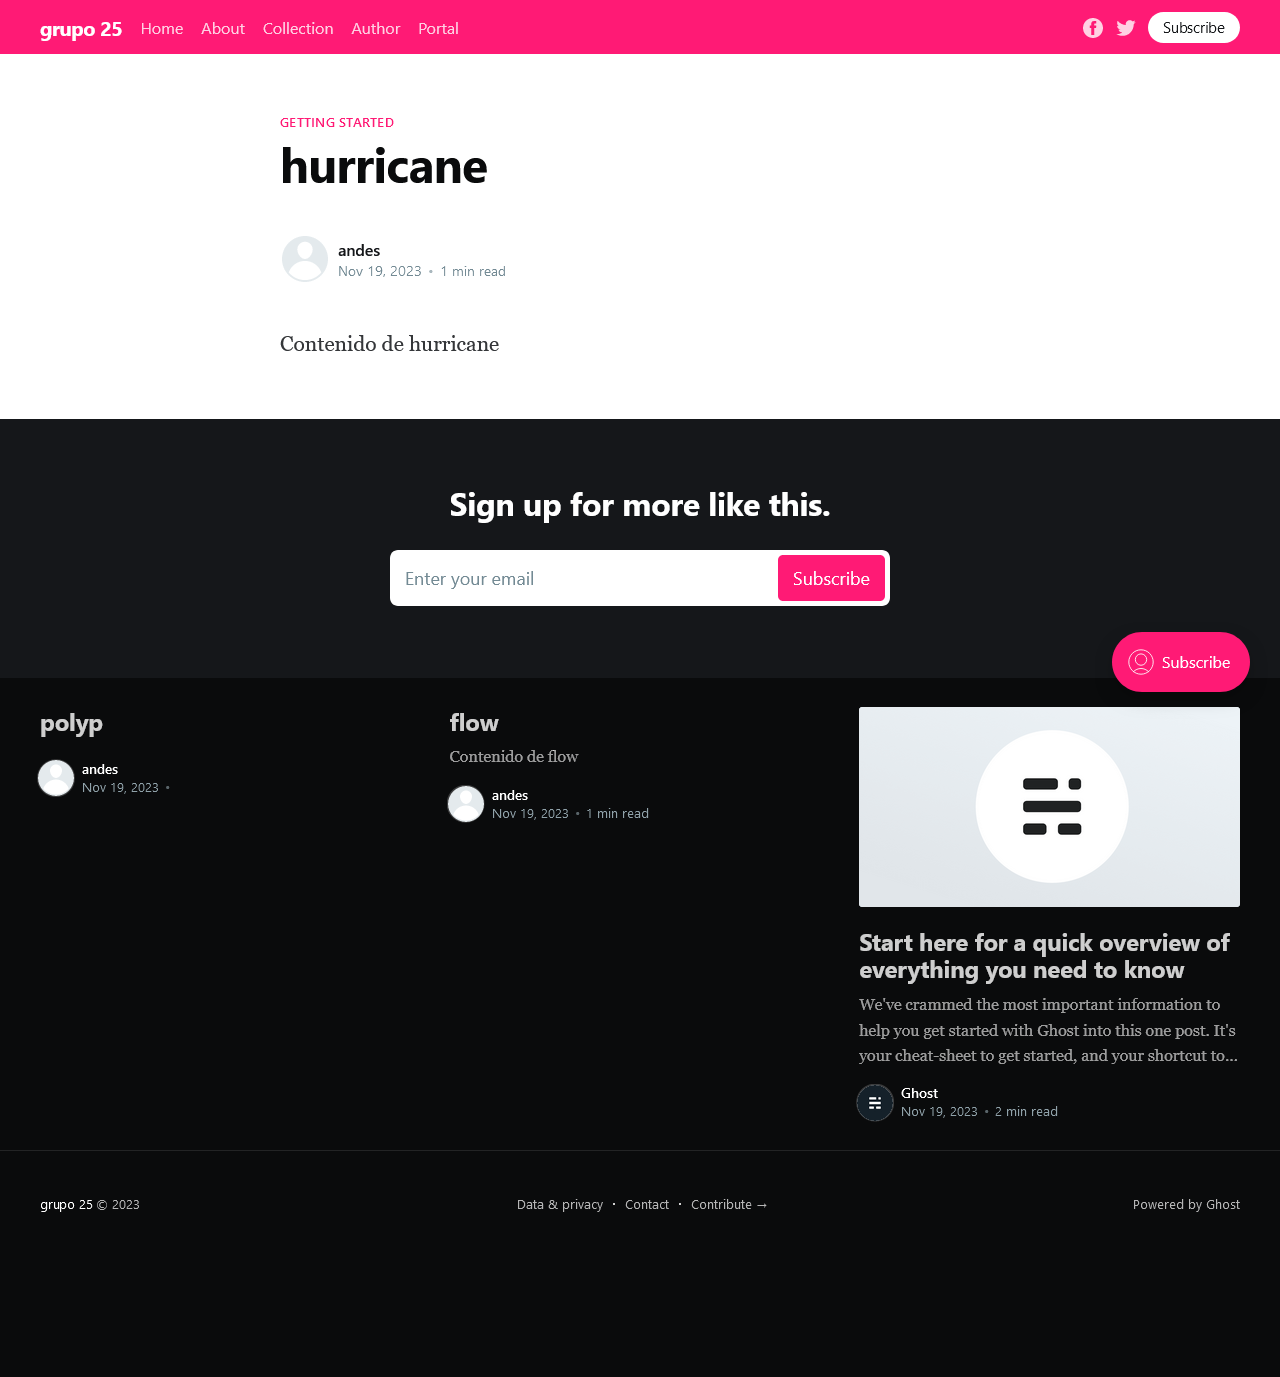 grupo 25 Home About Collection Author Portal Subscribe
GETTING STARTED
hurricane
andes
Nov 19, 2023 • 1 min read
Contenido de hurricane
Sign up for more like this.
Enter your email Subscribe
Subscribe
polyp
andes
Nov 19, 2023 •
flow
Contenido de flow
andes
Nov 19, 2023 • 1 min read
Start here for a quick overview of
everything you need to know
We've crammed the most important information to
help you get started with Ghost into this one post. It's
your cheat-sheet to get started, and your shortcut to…
Ghost
Nov 19, 2023 • 2 min read
grupo 25 © 2023 Data & privacy • Contact • Contribute → Powered by Ghost